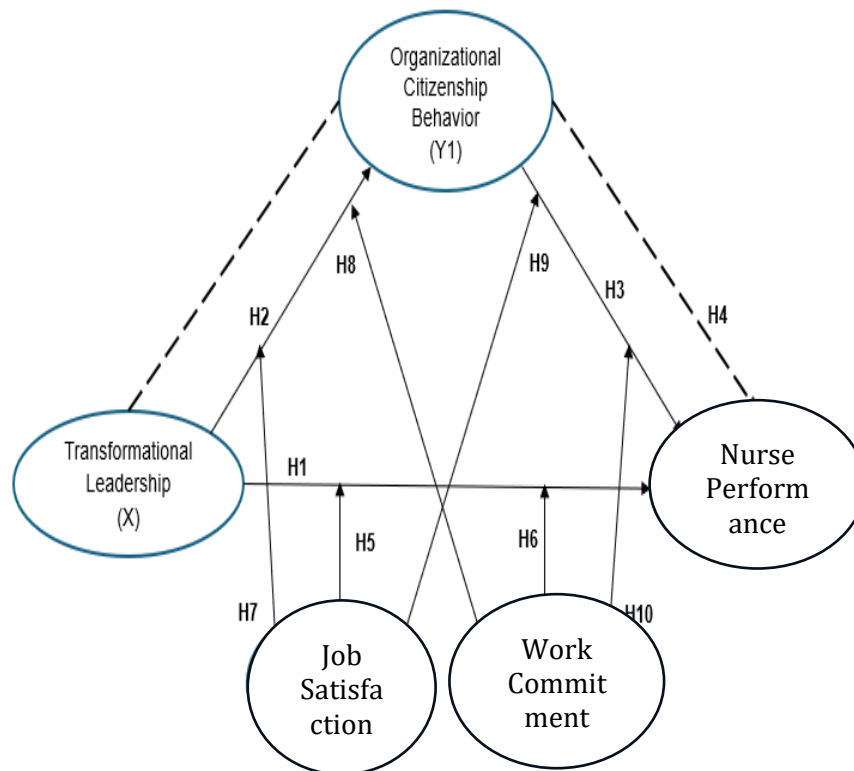 Organizational
Citizenship
Behavior
(Y1)
H8
H9
H3
H2
H4
Transformational
Leadership
(X)
H1
Nurse
Perform
ance
H5
H6
H7
H10
Job
Satisfa
ction
Work
Commit
ment